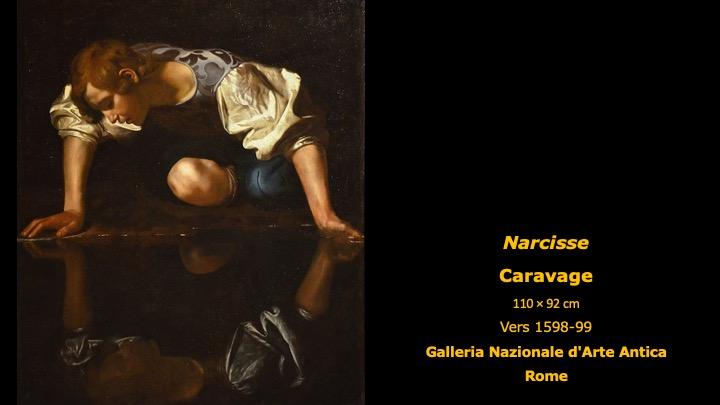 Narcisse
Caravage
110 × 92 cm
Vers 1598-99
Galleria Nazionale d'Arte Antica
Rome